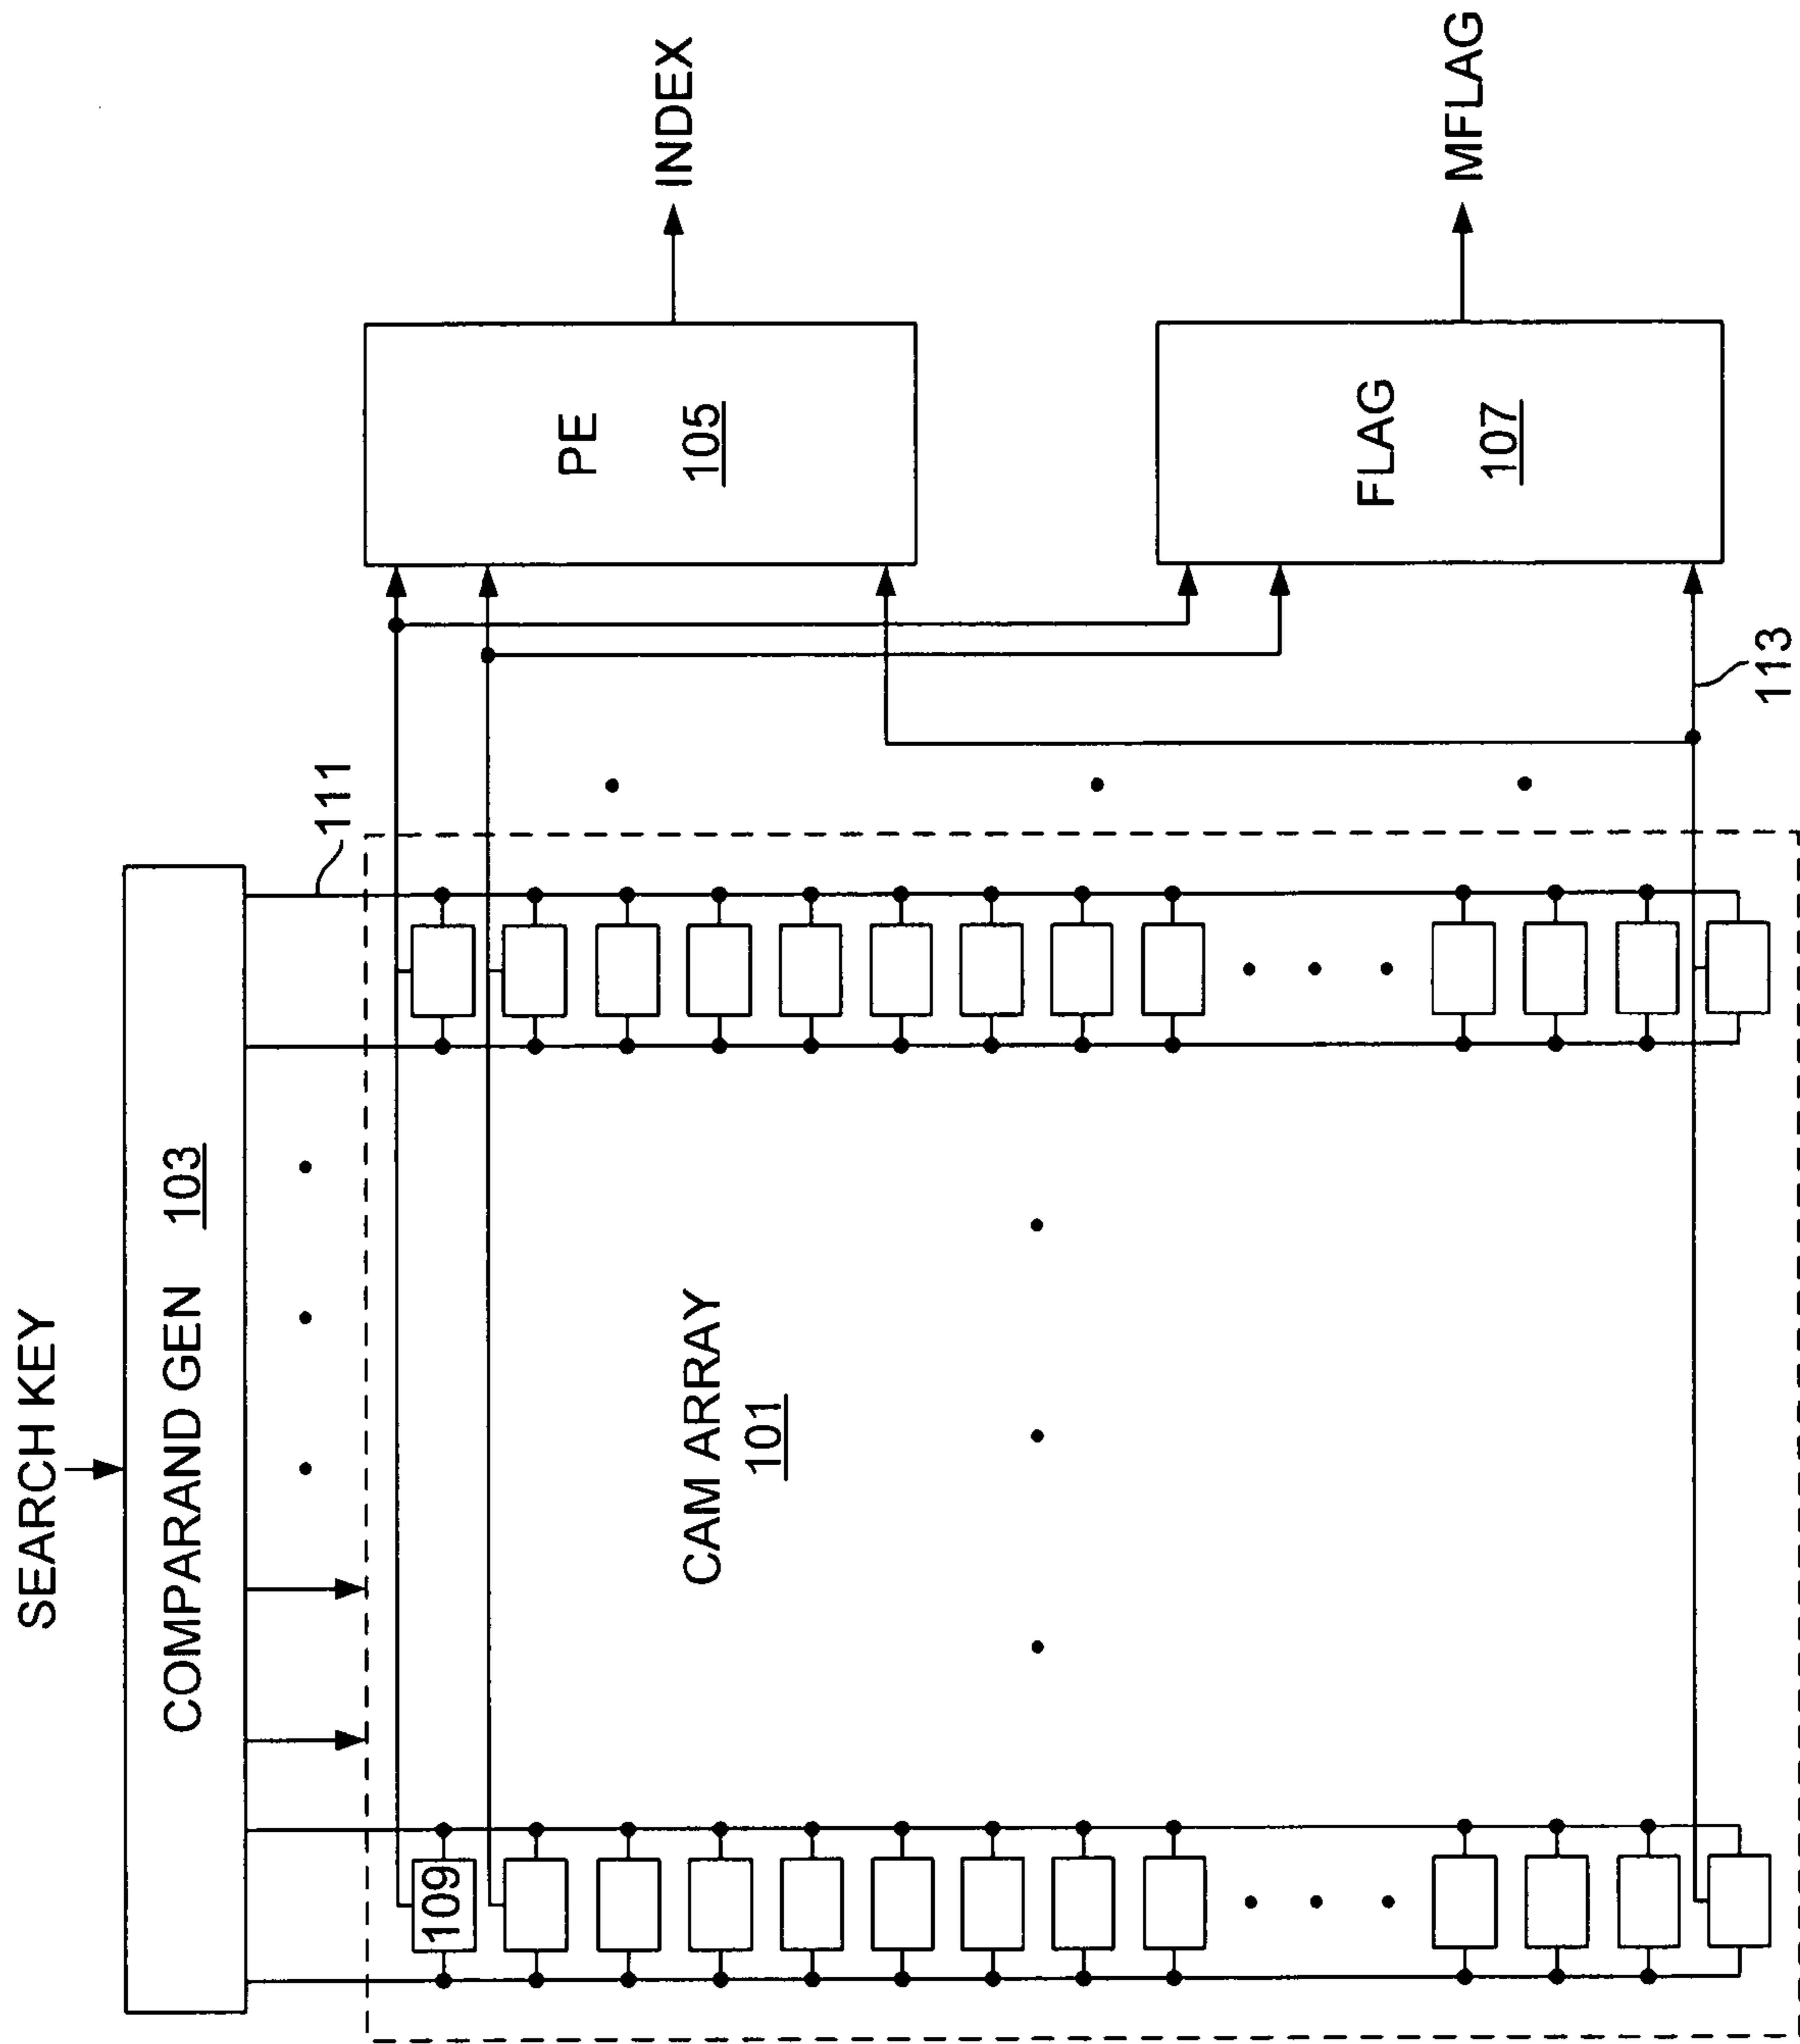 SEARCH KEY
COMPARAND GEN 103
111
CAM ARRAY
101
109
113
PE
105
INDEX
FLAG
107
MFLAG